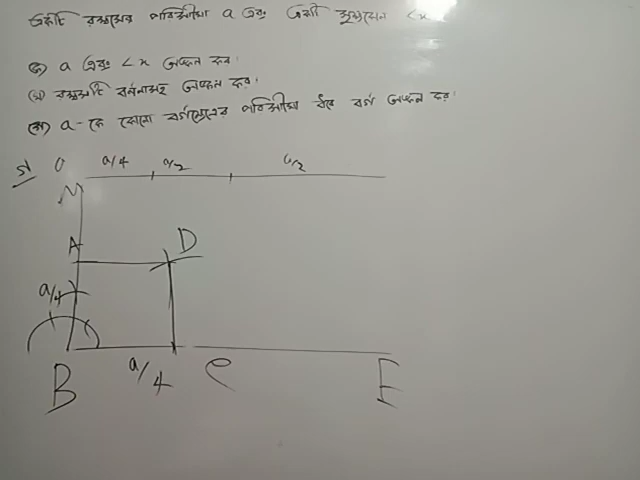 একটি রম্বসের পরিসীমা a এবং একটি সূক্ষ্মকোণ <x
(ক) a এবং <x অঙ্কন কর।
(খ) রম্বসটি বর্ণনাসহ অঙ্কন কর।
(গ) a - কে কোনো বর্গক্ষেত্রের পরিসীমা ধরে বর্গ অঙ্কন কর।
গ a/4 a/2 a/2
M
A D
a/4
B a/4 C E